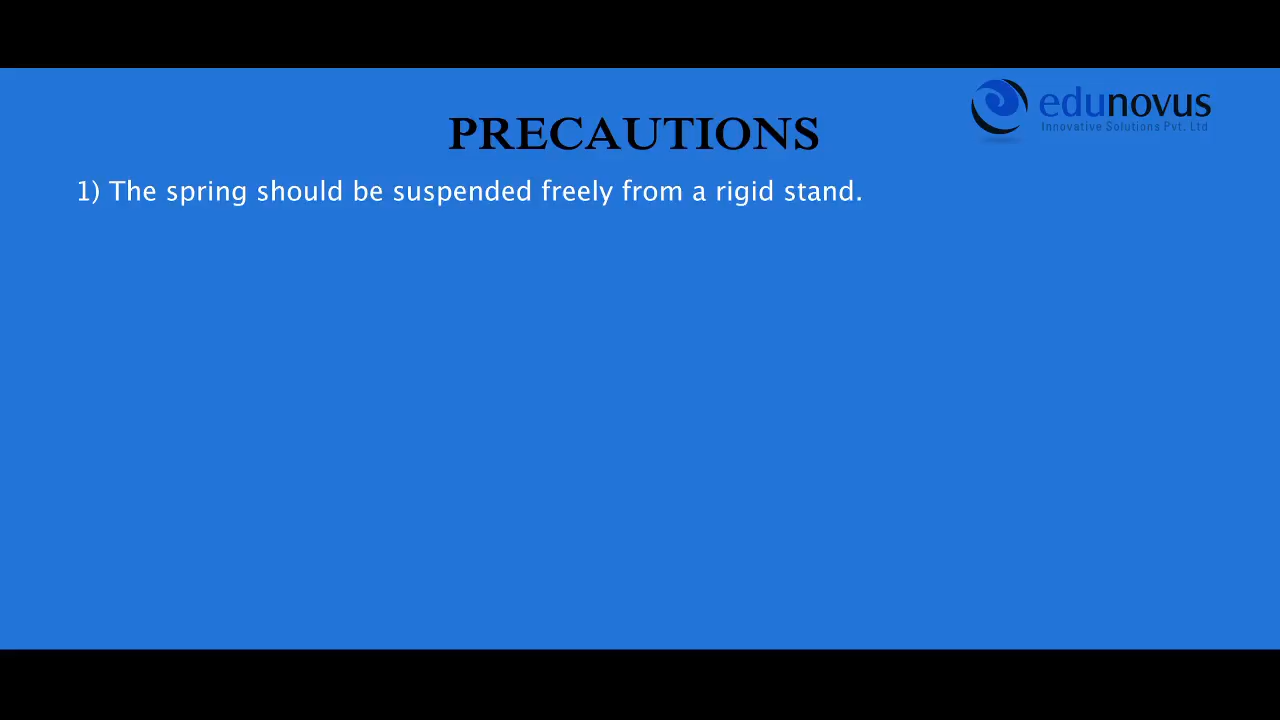 edunovus
Innovative Solutions Pvt. Ltd
PRECAUTIONS
1) The spring should be suspended freely from a rigid stand.